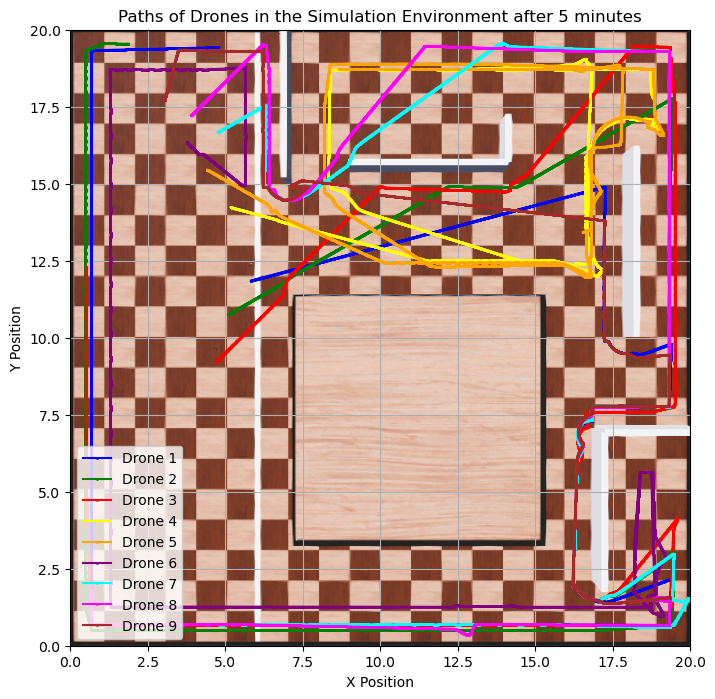 Paths of Drones in the Simulation Environment after 5 minutes
20.0
17.5
15.0
12.5
10.0
7.5
5.0
2.5
0.0
Y Position
Drone 1
Drone 2
Drone 3
Drone 4
Drone 5
Drone 6
Drone 7
Drone 8
Drone 9
0.0 2.5 5.0 7.5 10.0 12.5 15.0 17.5 20.0
X Position